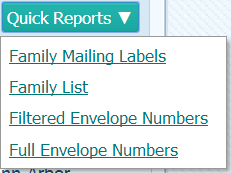 Quick Reports ▼
Family Mailing Labels
Family List
Filtered Envelope Numbers
Full Envelope Numbers